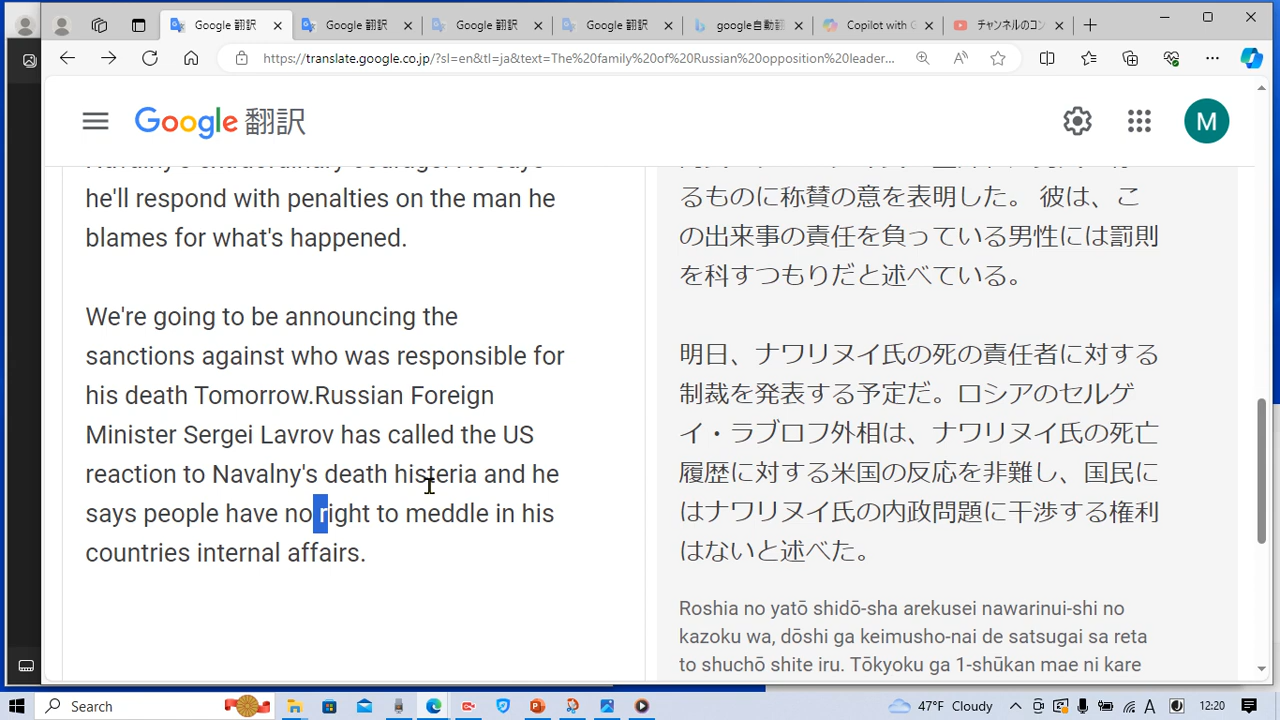 Google 翻訳
Google 翻訳
Google 翻訳
Google 翻訳
google自動翻
Copilot with G
チャンネルのコン
https://translate.google.co.jp/?sl=en&tl=ja&text=The%20family%20of%20Russian%20opposition%20leader...
Google 翻訳
M
Navalny's extraordinary courage. He says
he'll respond with penalties on the man he
blames for what's happened.
We're going to be announcing the
sanctions against who was responsible for
his death Tomorrow.Russian Foreign
Minister Sergei Lavrov has called the US
reaction to Navalny's death histeria and he
says people have no right to meddle in his
countries internal affairs.
るものに称賛の意を表明した。 彼は、こ
の出来事の責任を負っている男性には罰則
を科すつもりだと述べている。
明日、ナワリヌイ氏の死の責任者に対する
制裁を発表する予定だ。ロシアのセルゲ
イ・ラブロフ外相は、ナワリヌイ氏の死亡
履歴に対する米国の反応を非難し、国民に
はナワリヌイ氏の内政問題に干渉する権利
はないと述べた。
Roshia no yatō shidō-sha arekusei nawarinui-shi no
kazoku wa, dōshi ga keimusho-nai de satsugai sa reta
to shuchō shite iru. Tōkyoku ga 1-shūkan mae ni kare
Search
47°F Cloudy
A
12:20